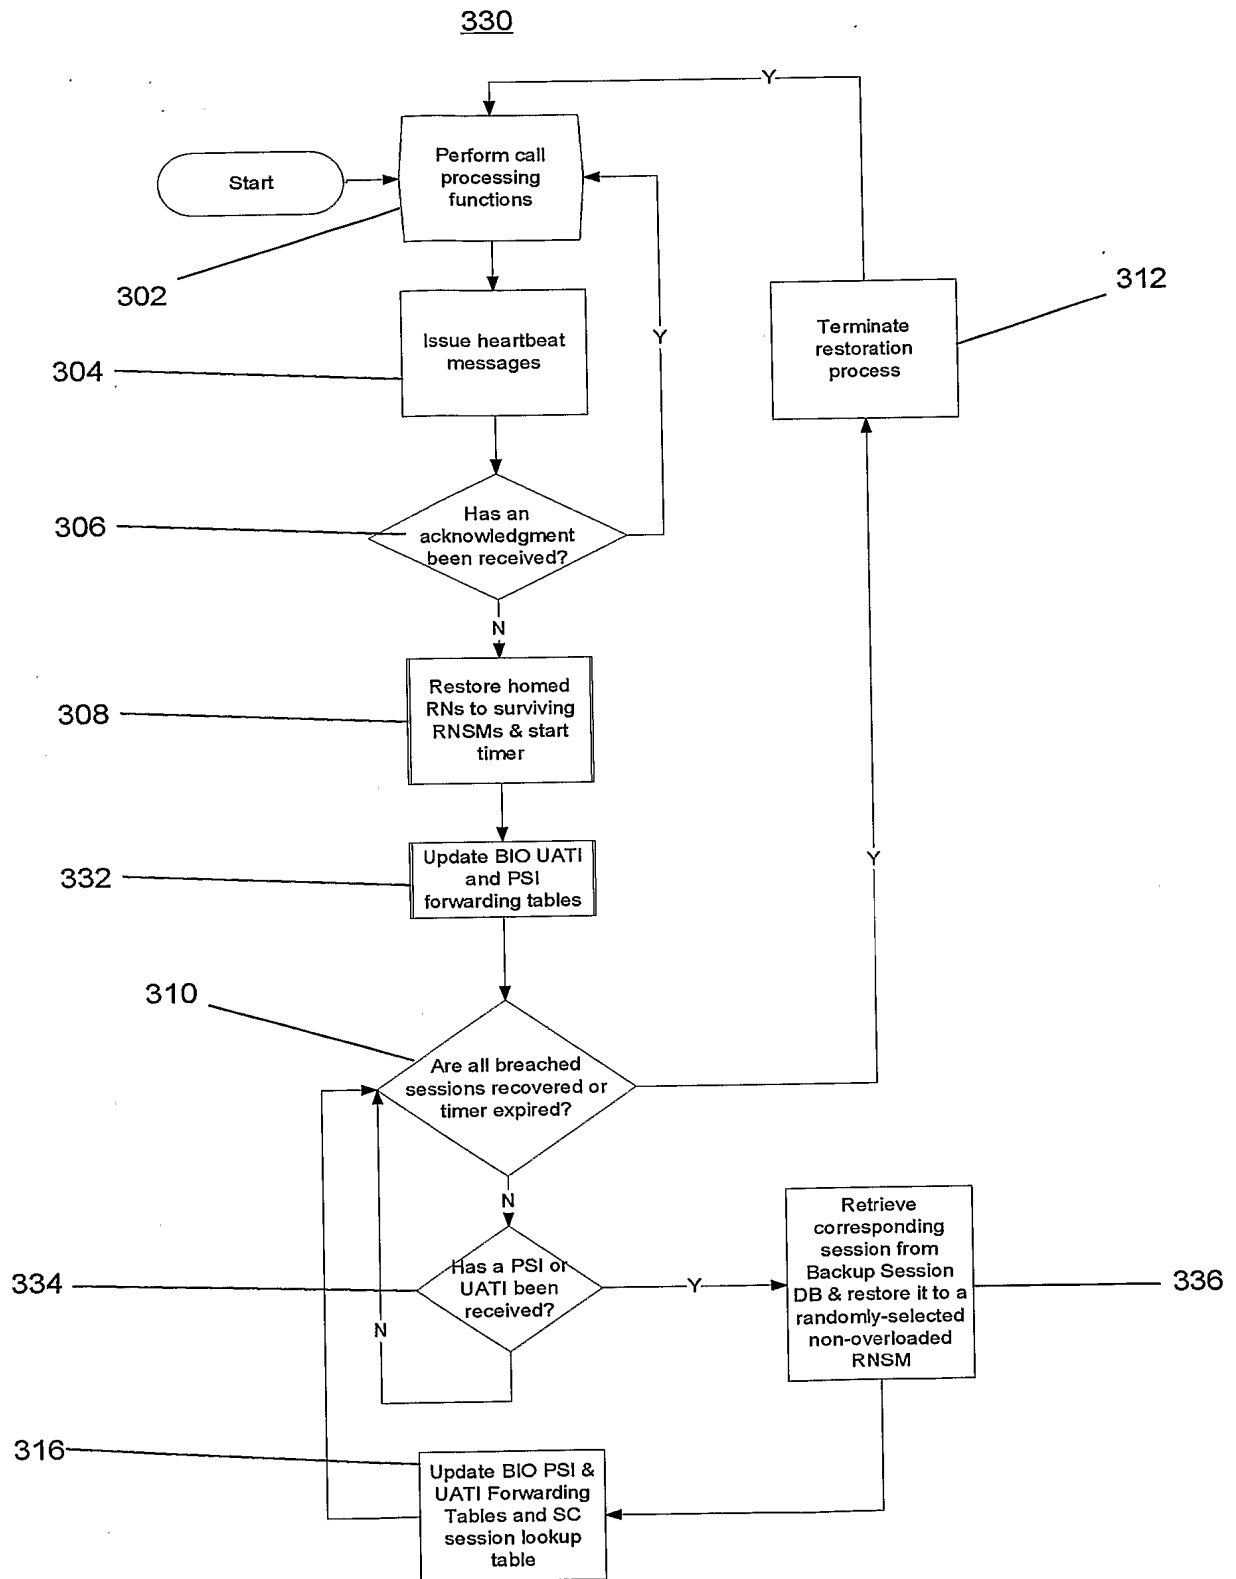 330
Y
Start
Perform call
processing
functions
302
312
Terminate
restoration
process
304
Issue heartbeat
messages
Y
306
Has an
acknowledgment
been received?
N
308
Restore homed
RNs to surviving
RNSMs & start
timer
332
Update BIO UATI
and PSI
forwarding tables
Y
310
Are all breached
sessions recovered or
timer expired?
N
334
Has a PSI or
UATI been
received?
Y
N
Retrieve
corresponding
session from
Backup Session
DB & restore it to a
randomly-selected
non-overloaded
RNSM
336
316
Update BIO PSI &
UATI Forwarding
Tables and SC
session lookup
table